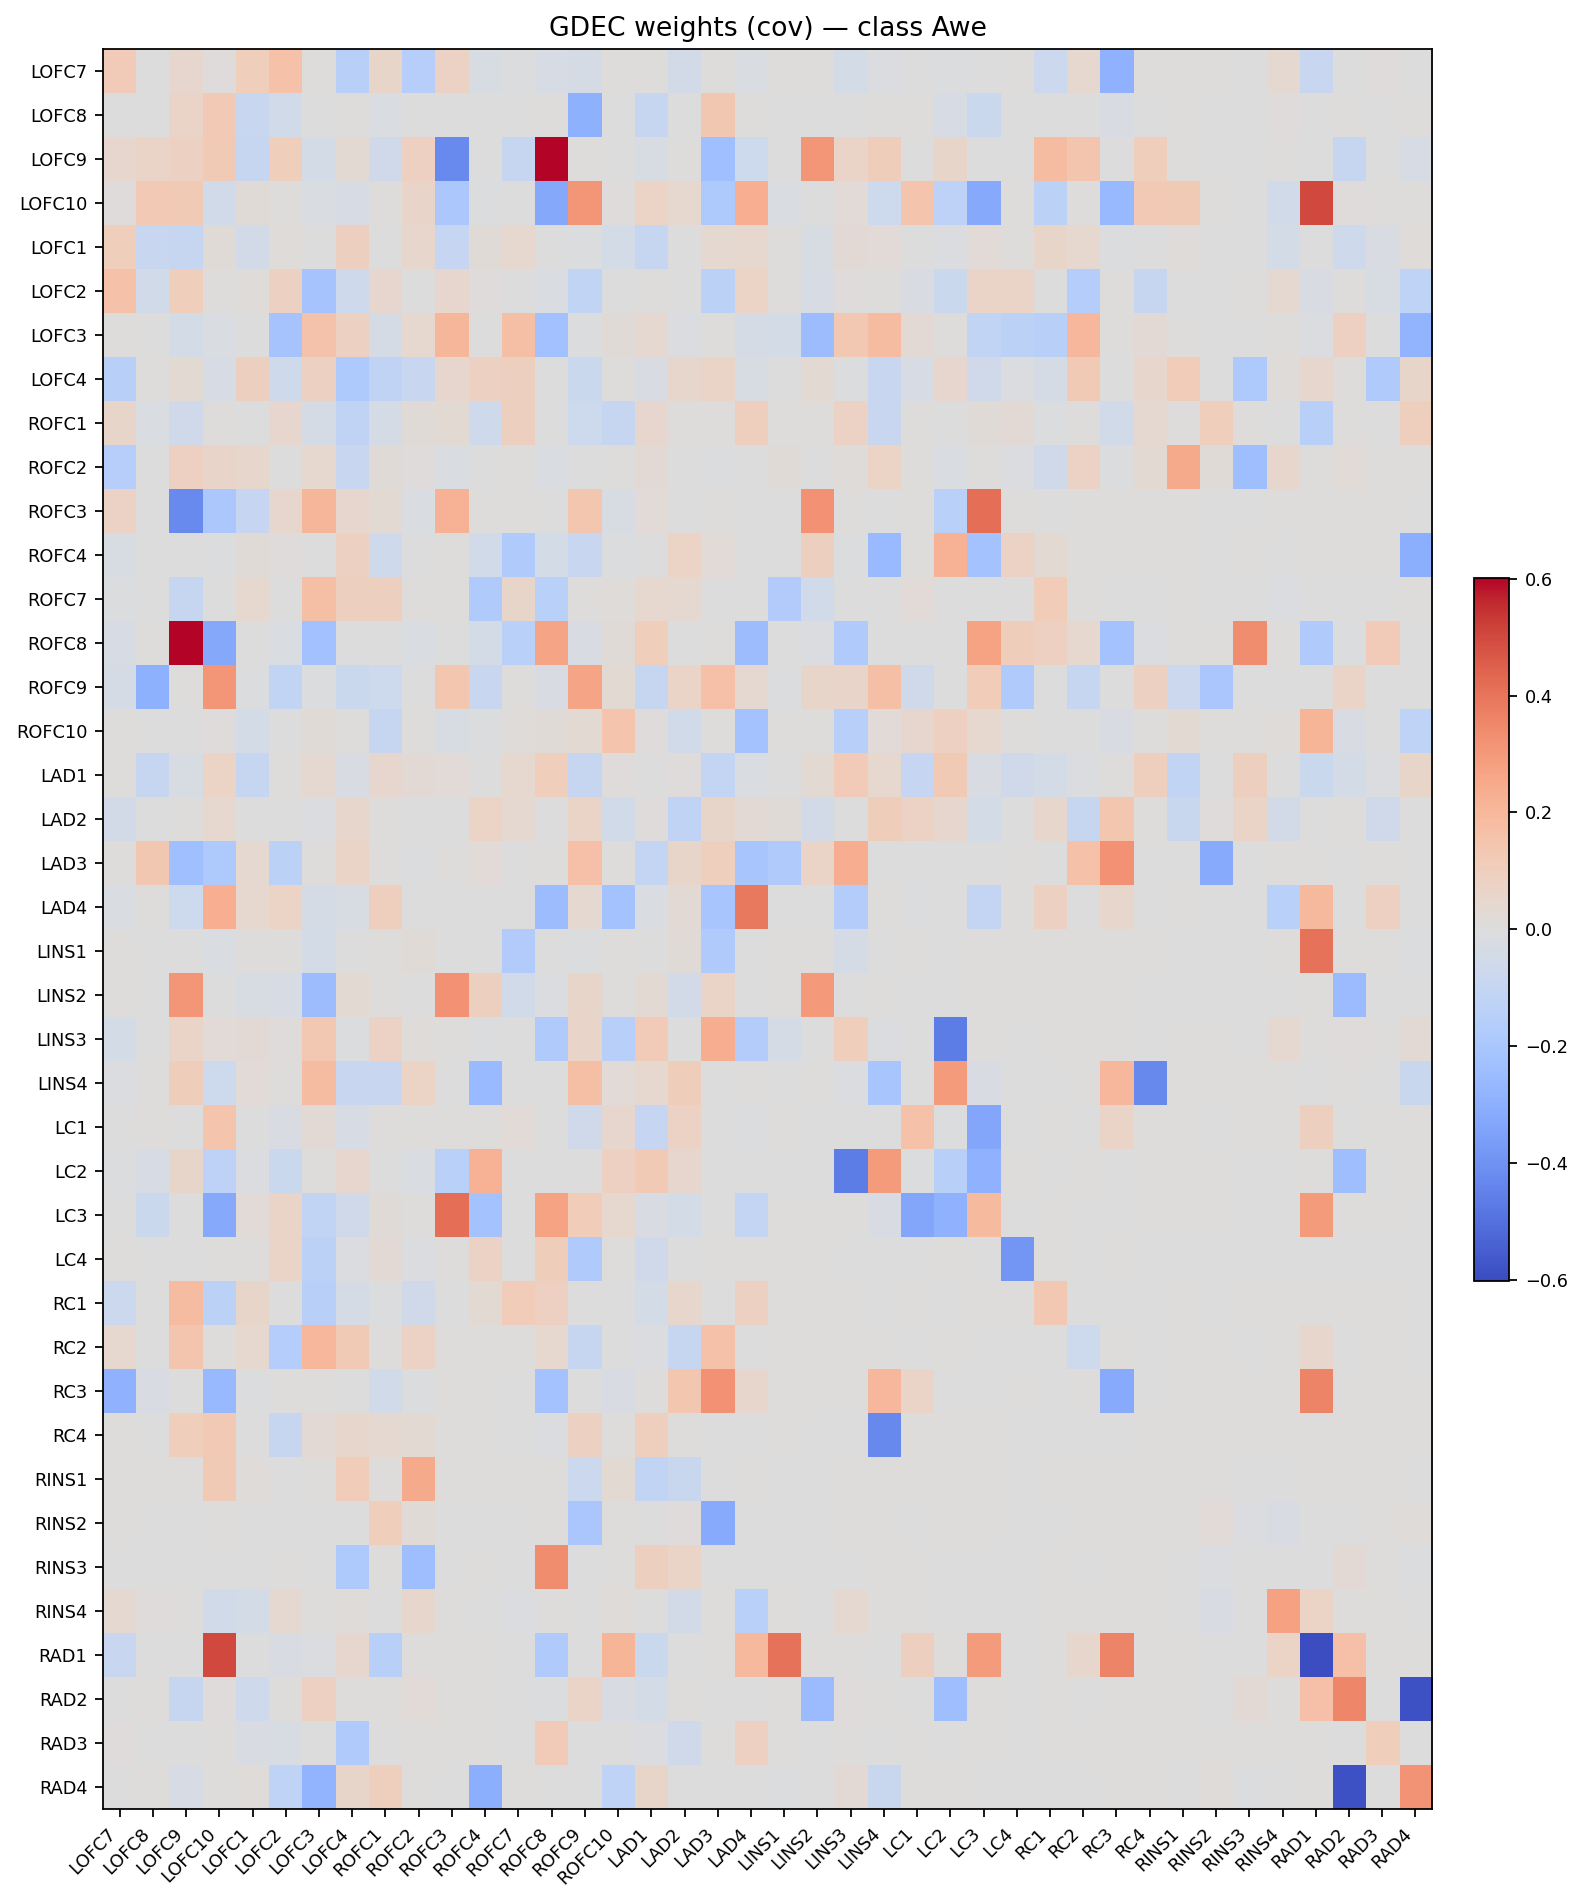 GDEC weights (cov) — class Awe
LOFC7
LOFC8
LOFC9
LOFC10
LOFC1
LOFC2
LOFC3
LOFC4
ROFC1
ROFC2
ROFC3
ROFC4
ROFC7
ROFC8
ROFC9
ROFC10
LAD1
LAD2
LAD3
LAD4
LINS1
LINS2
LINS3
LINS4
LC1
LC2
LC3
LC4
RC1
RC2
RC3
RC4
RINS1
RINS2
RINS3
RINS4
RAD1
RAD2
RAD3
RAD4
LOFC7
LOFC8
LOFC9
LOFC10
LOFC1
LOFC2
LOFC3
LOFC4
ROFC1
ROFC2
ROFC3
ROFC4
ROFC7
ROFC8
ROFC9
ROFC10
LAD1
LAD2
LAD3
LAD4
LINS1
LINS2
LINS3
LINS4
LC1
LC2
LC3
LC4
RC1
RC2
RC3
RC4
RINS1
RINS2
RINS3
RINS4
RAD1
RAD2
RAD3
RAD4
0.6
0.4
0.2
0.0
−0.2
−0.4
−0.6